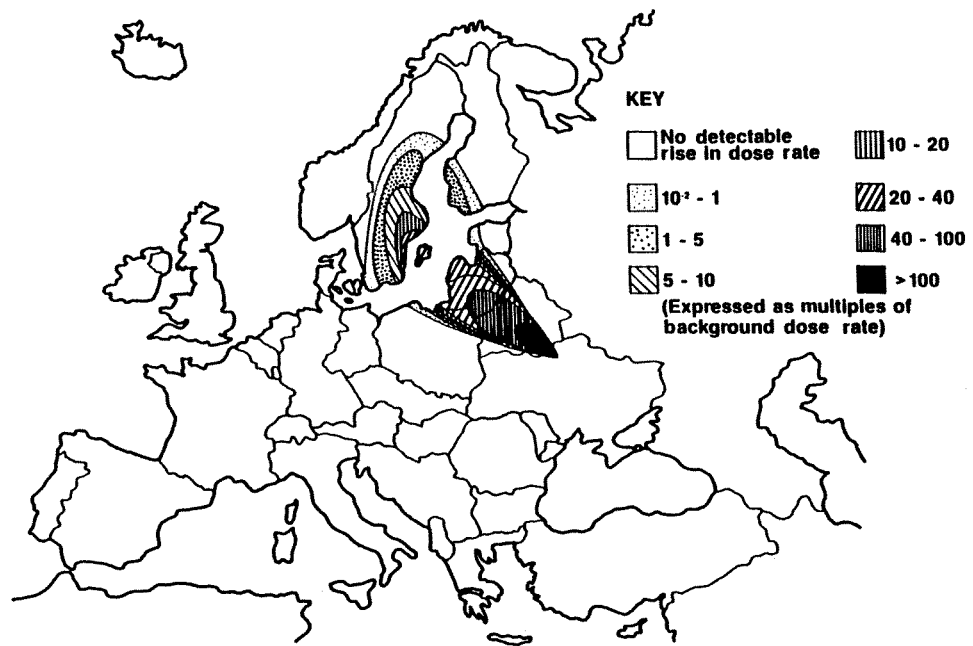 KEY
No detectable
rise in dose rate
10⁻² - 1
1 - 5
5 - 10
10 - 20
20 - 40
40 - 100
>100
(Expressed as multiples of
background dose rate)